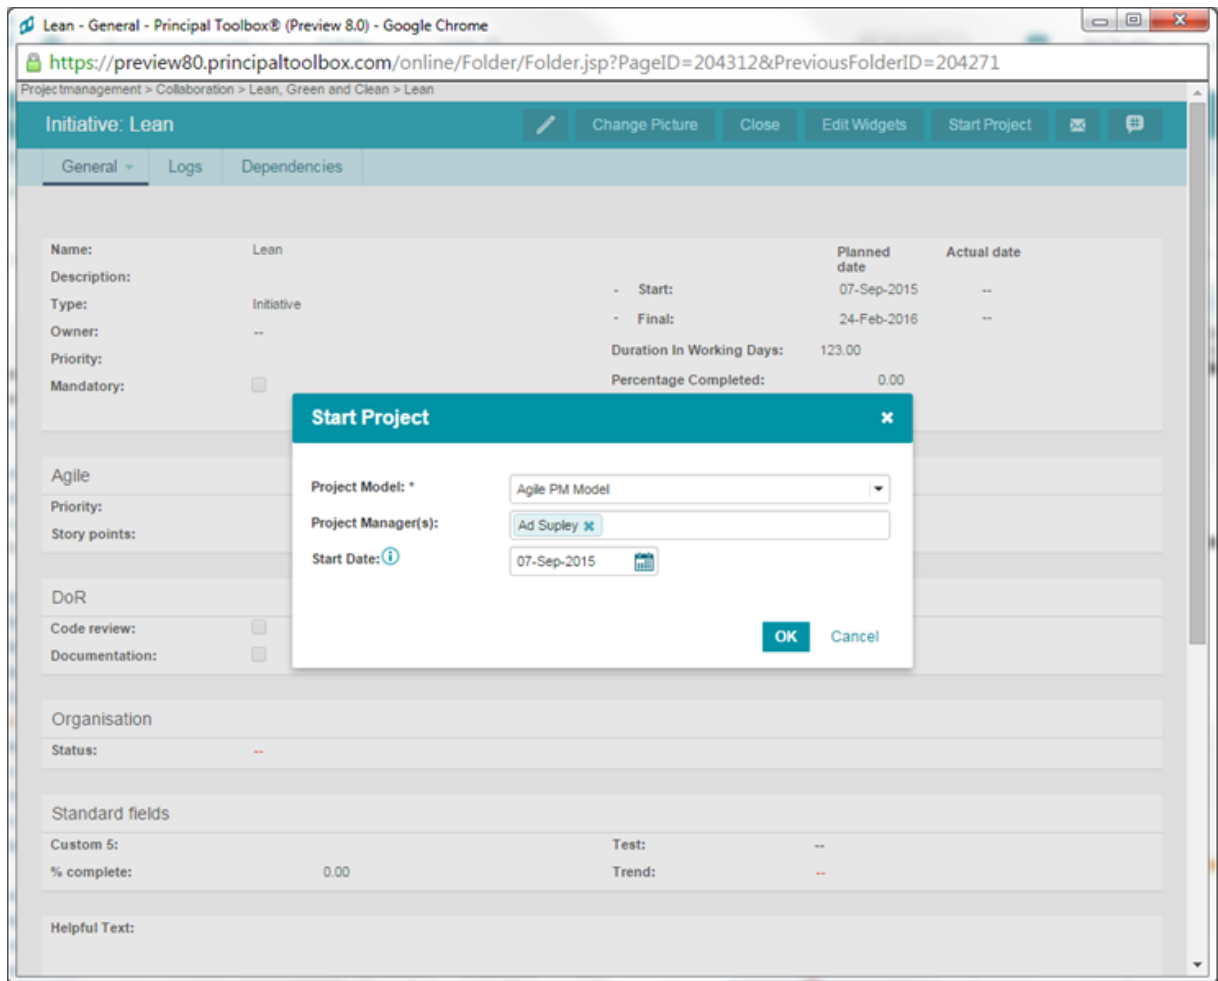 Lean - General - Principal Toolbox® (Preview 8.0) - Google Chrome
https://preview80.principaltoolbox.com/online/Folder/Folder.jsp?PageID=204312&PreviousFolderID=204271
Projectmanagement > Collaboration > Lean, Green and Clean > Lean
Initiative: Lean Change Picture Close Edit Widgets Start Project
General Logs Dependencies
Name: Lean Planned date Actual date
Description:
- Start: 07-Sep-2015 --
Type: Initiative
- Final: 24-Feb-2016 --
Owner: --
Duration In Working Days: 123.00
Priority:
Percentage Completed: 0.00
Mandatory:
Start Project
Project Model: * Agile PM Model
Project Manager(s): Ad Supley
Start Date: 07-Sep-2015
OK Cancel
Agile
Priority:
Story points:
DoR
Code review:
Documentation:
Organisation
Status: --
Standard fields
Custom 5: Test: --
% complete: 0.00 Trend: --
Helpful Text: